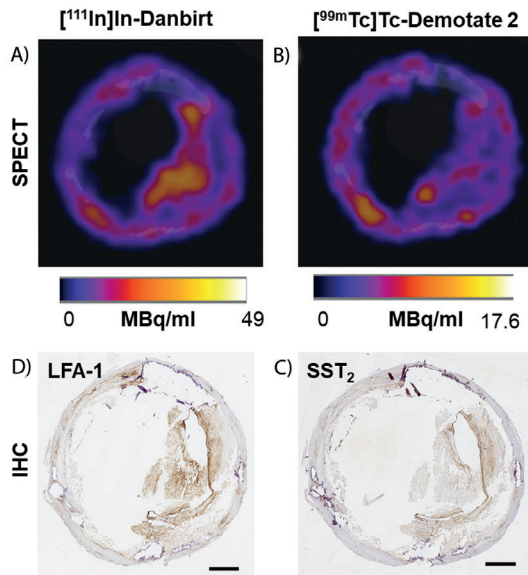 [¹¹¹In]In-Danbirt
[⁹⁹ᵐTc]Tc-Demotate 2
A)
B)
SPECT
0 MBq/ml 49
0 MBq/ml 17.6
D) LFA-1
C) SST₂
IHC